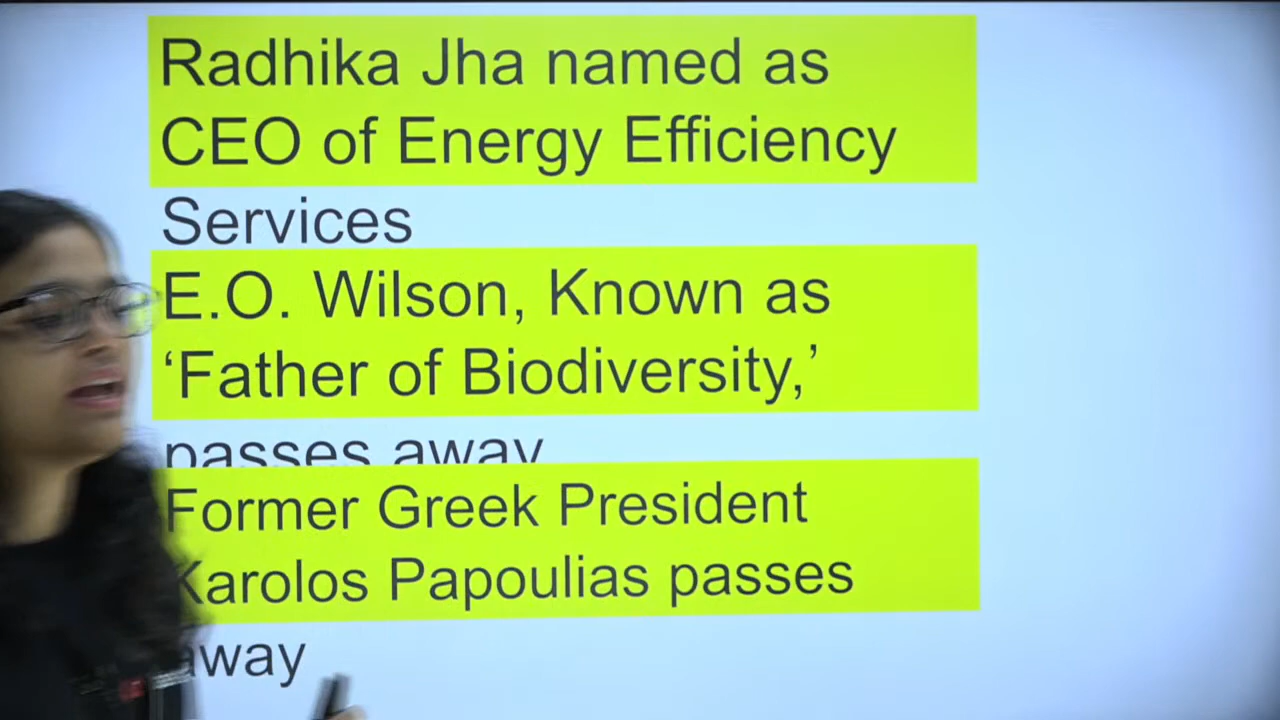 Radhika Jha named as
CEO of Energy Efficiency
Services
E.O. Wilson, Known as
‘Father of Biodiversity,’
passes away
Former Greek President
Karolos Papoulias passes
away